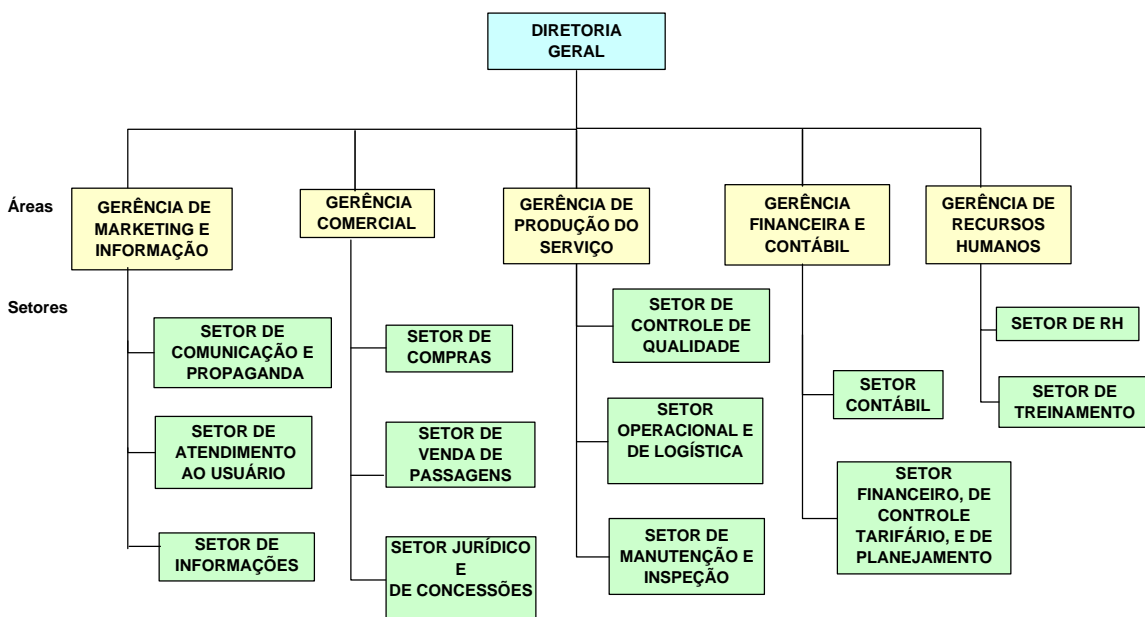 DIRETORIA
GERAL
Áreas
GERÊNCIA DE
MARKETING E
INFORMAÇÃO
GERÊNCIA
COMERCIAL
GERÊNCIA DE
PRODUÇÃO DO
SERVIÇO
GERÊNCIA
FINANCEIRA E
CONTÁBIL
GERÊNCIA DE
RECURSOS
HUMANOS
Setores
SETOR DE
COMUNICAÇÃO E
PROPAGANDA
SETOR DE
ATENDIMENTO
AO USUÁRIO
SETOR DE
INFORMAÇÕES
SETOR DE
COMPRAS
SETOR DE
VENDA DE
PASSAGENS
SETOR JURÍDICO
E
DE CONCESSÕES
SETOR DE
CONTROLE DE
QUALIDADE
SETOR
OPERACIONAL E
DE LOGÍSTICA
SETOR DE
MANUTENÇÃO E
INSPEÇÃO
SETOR
CONTÁBIL
SETOR
FINANCEIRO, DE
CONTROLE
TARIFÁRIO, E DE
PLANEJAMENTO
SETOR DE RH
SETOR DE
TREINAMENTO